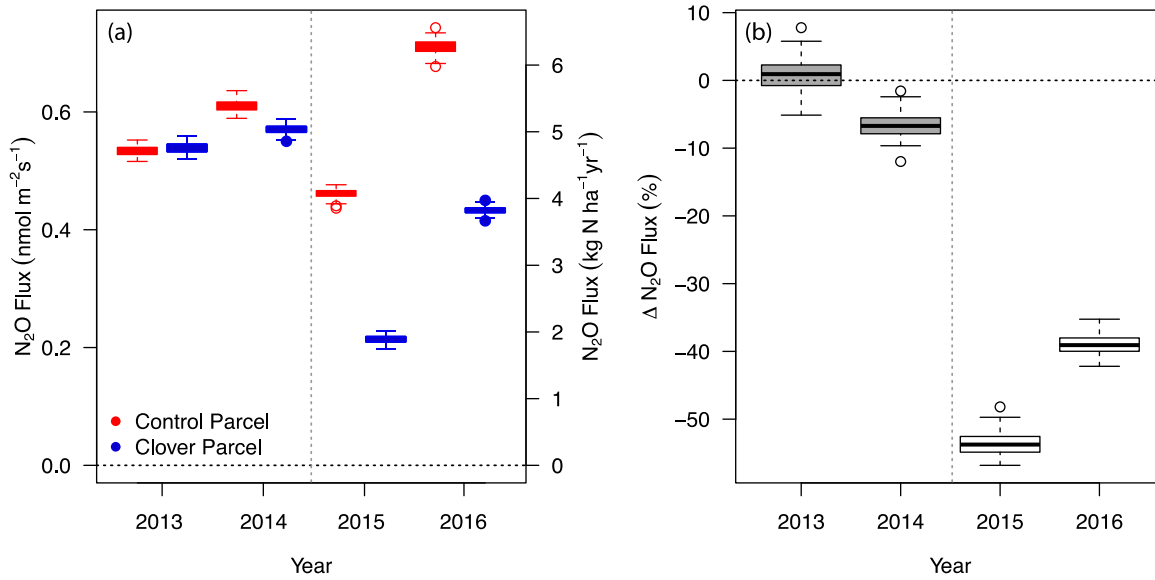 (a)
N₂O Flux (nmol m⁻²s⁻¹)
0.0
0.2
0.4
0.6
Control Parcel
Clover Parcel
2013
2014
2015
2016
Year
0
1
2
3
4
5
6
N₂O Flux (kg N ha⁻¹yr⁻¹)
(b)
Δ N₂O Flux (%)
10
0
−10
−20
−30
−40
−50
2013
2014
2015
2016
Year